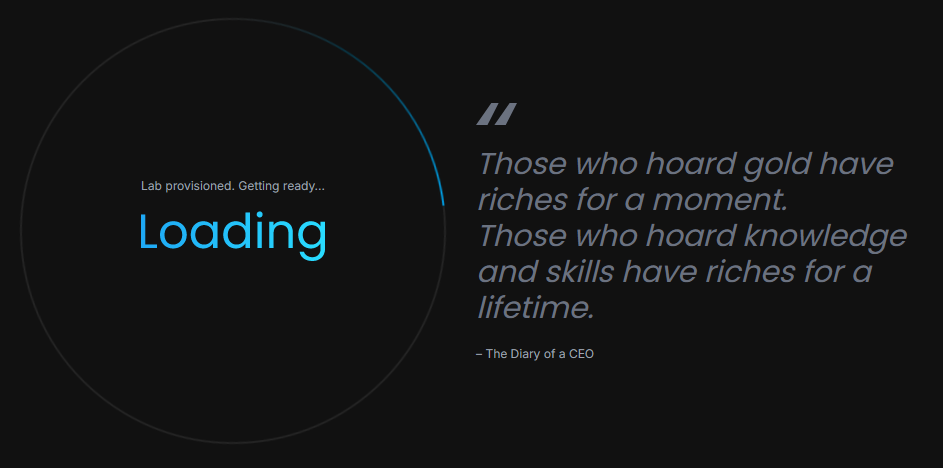 Lab provisioned. Getting ready...
Loading
“
Those who hoard gold have
riches for a moment.
Those who hoard knowledge
and skills have riches for a
lifetime.
– The Diary of a CEO